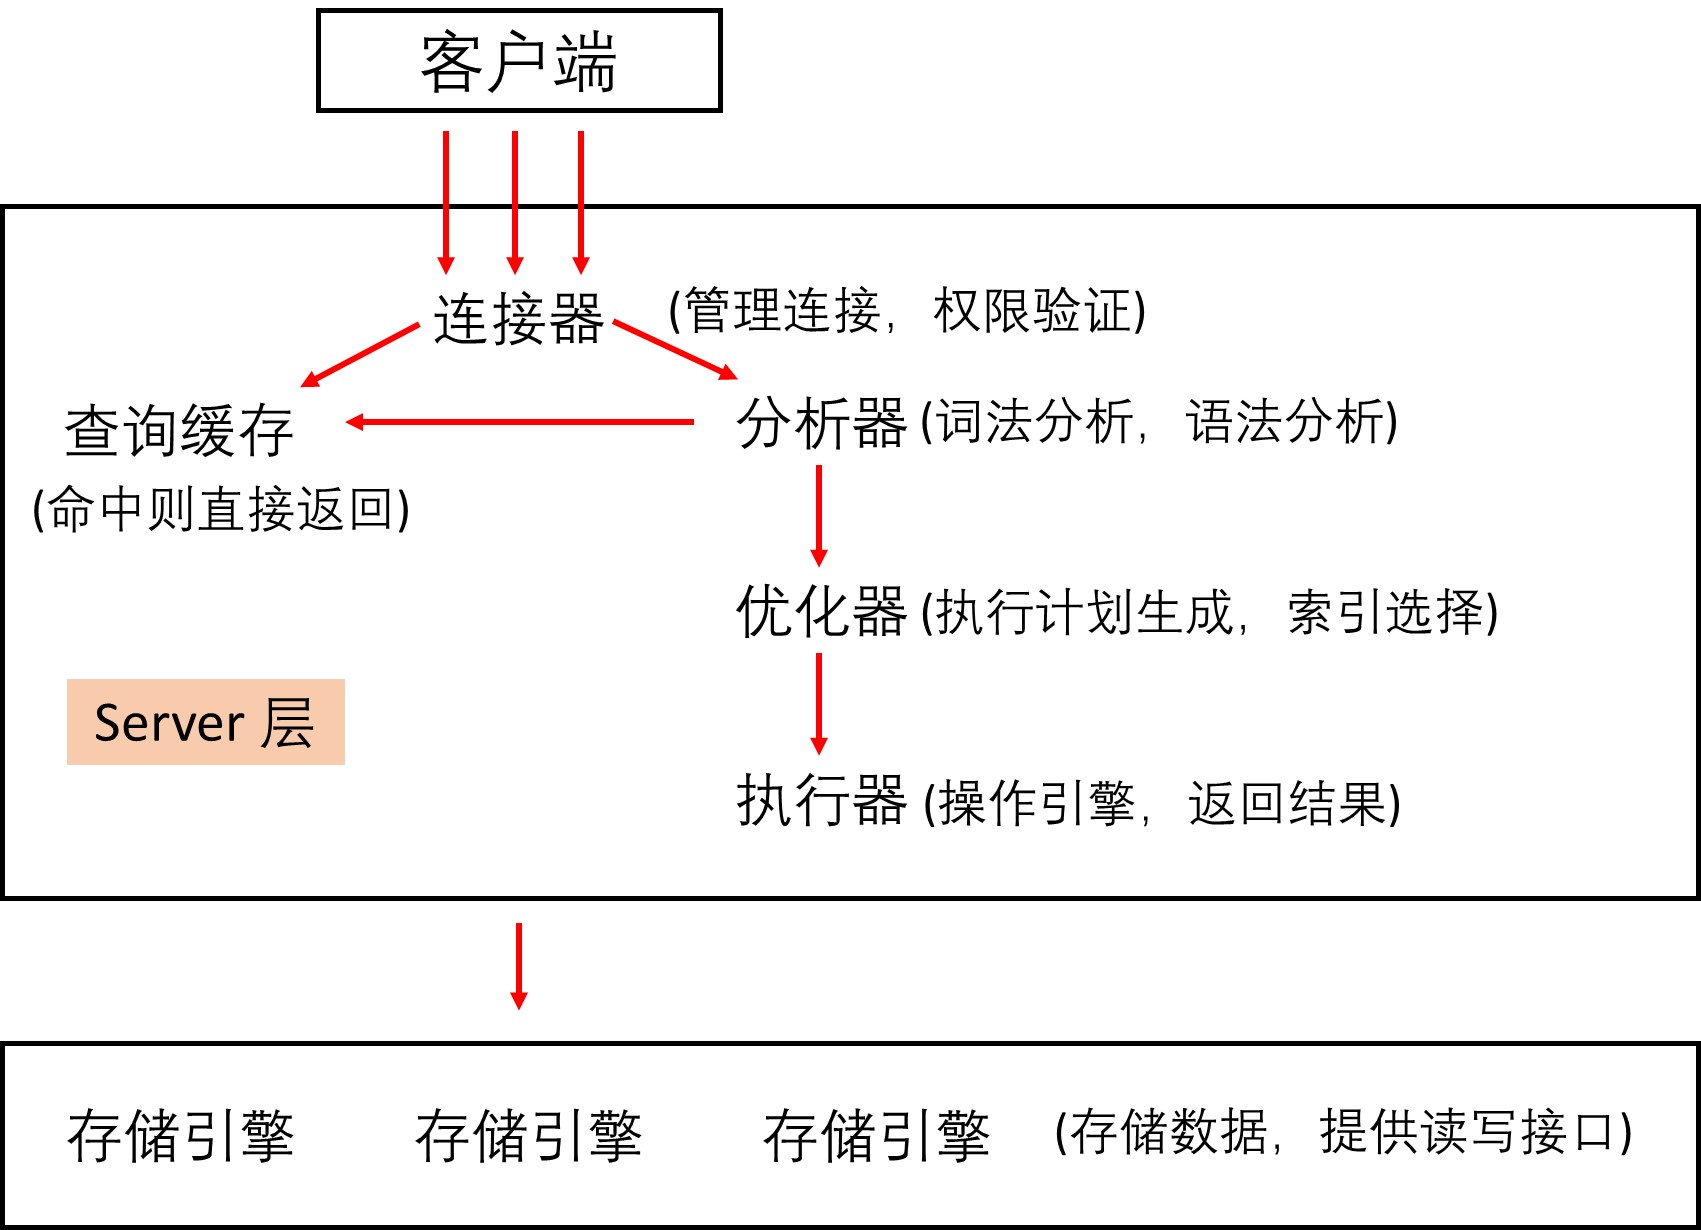 客户端
连接器 (管理连接，权限验证)
查询缓存
(命中则直接返回)
分析器 (词法分析，语法分析)
优化器 (执行计划生成，索引选择)
Server 层
执行器 (操作引擎，返回结果)
存储引擎 存储引擎 存储引擎 (存储数据，提供读写接口)